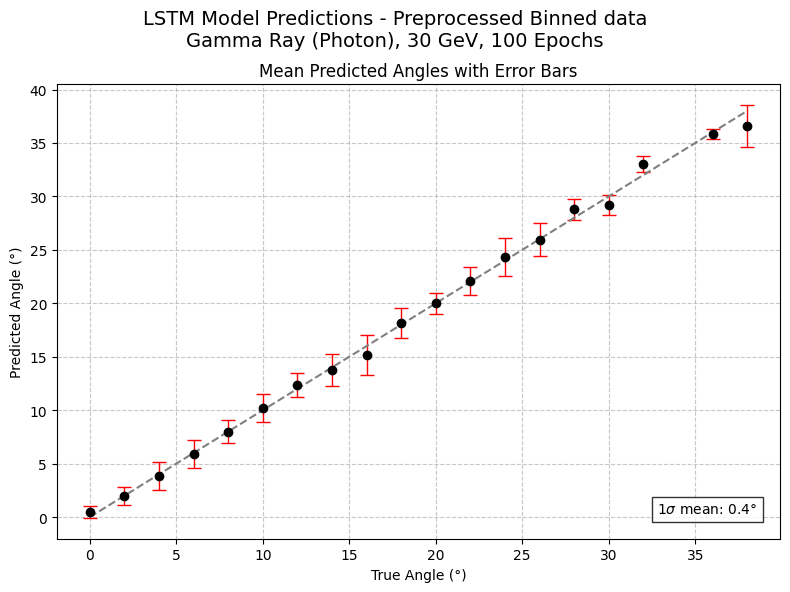 LSTM Model Predictions - Preprocessed Binned data
Gamma Ray (Photon), 30 GeV, 100 Epochs
Mean Predicted Angles with Error Bars
40
35
30
25
20
15
10
5
0
Predicted Angle (°)
1σ mean: 0.4°
0 5 10 15 20 25 30 35
True Angle (°)